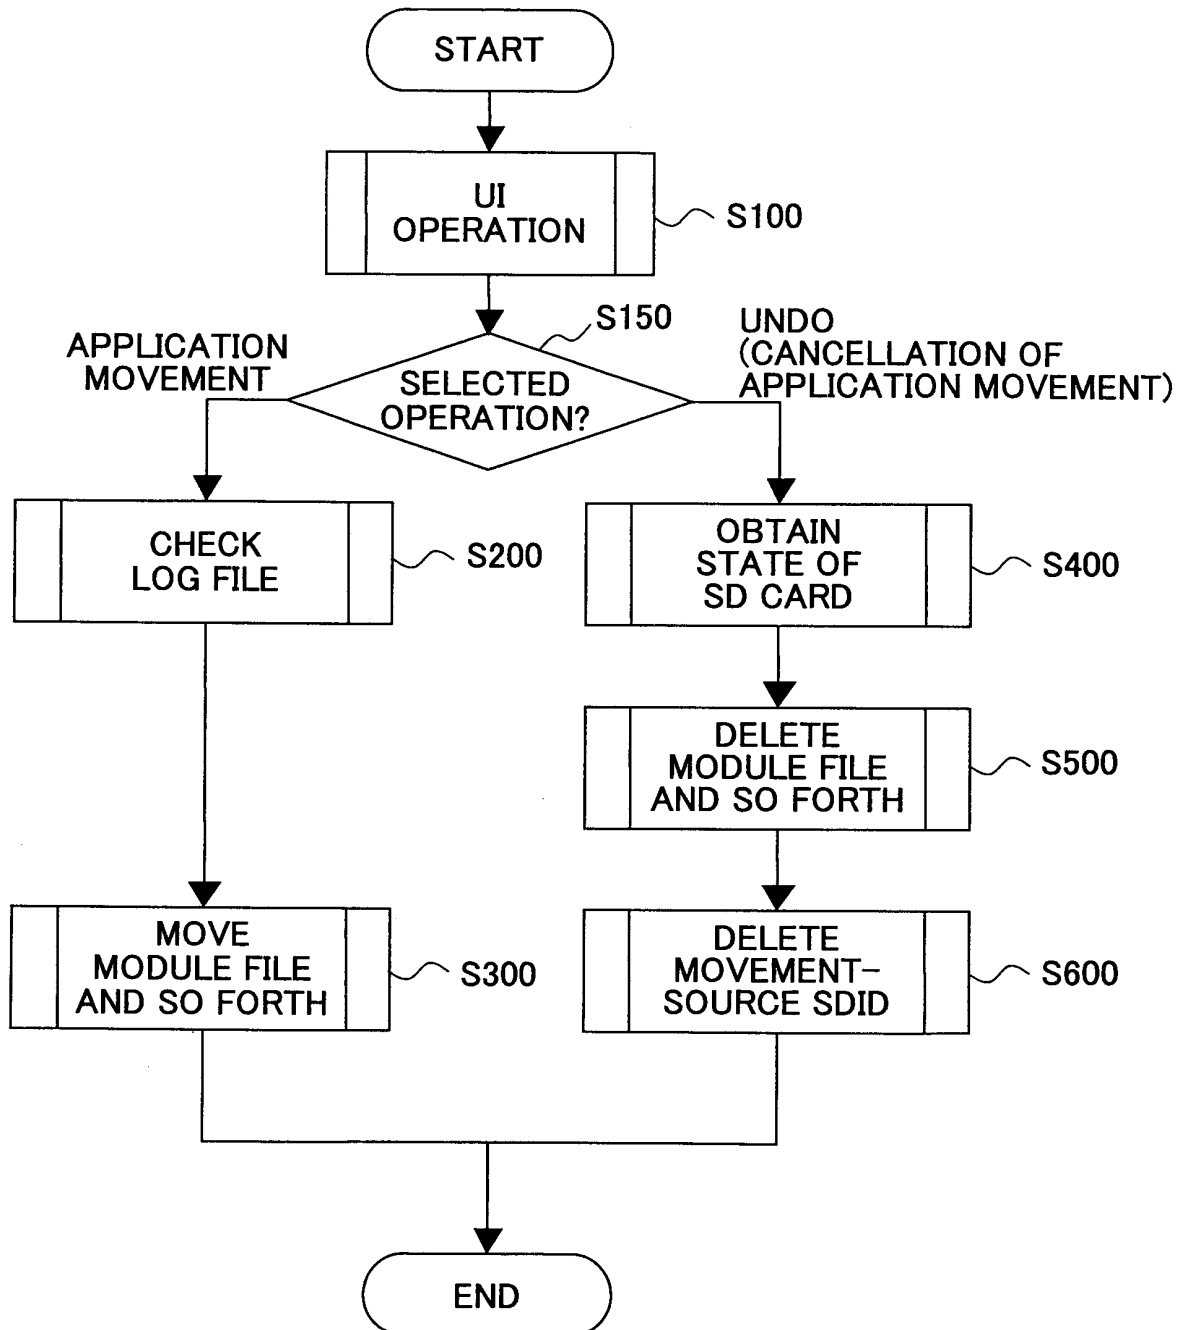 START
UI
OPERATION
S100
S150
APPLICATION
MOVEMENT
SELECTED
OPERATION?
UNDO
(CANCELLATION OF
APPLICATION MOVEMENT)
CHECK
LOG FILE
S200
OBTAIN
STATE OF
SD CARD
S400
DELETE
MODULE FILE
AND SO FORTH
S500
MOVE
MODULE FILE
AND SO FORTH
S300
DELETE
MOVEMENT-
SOURCE SDID
S600
END